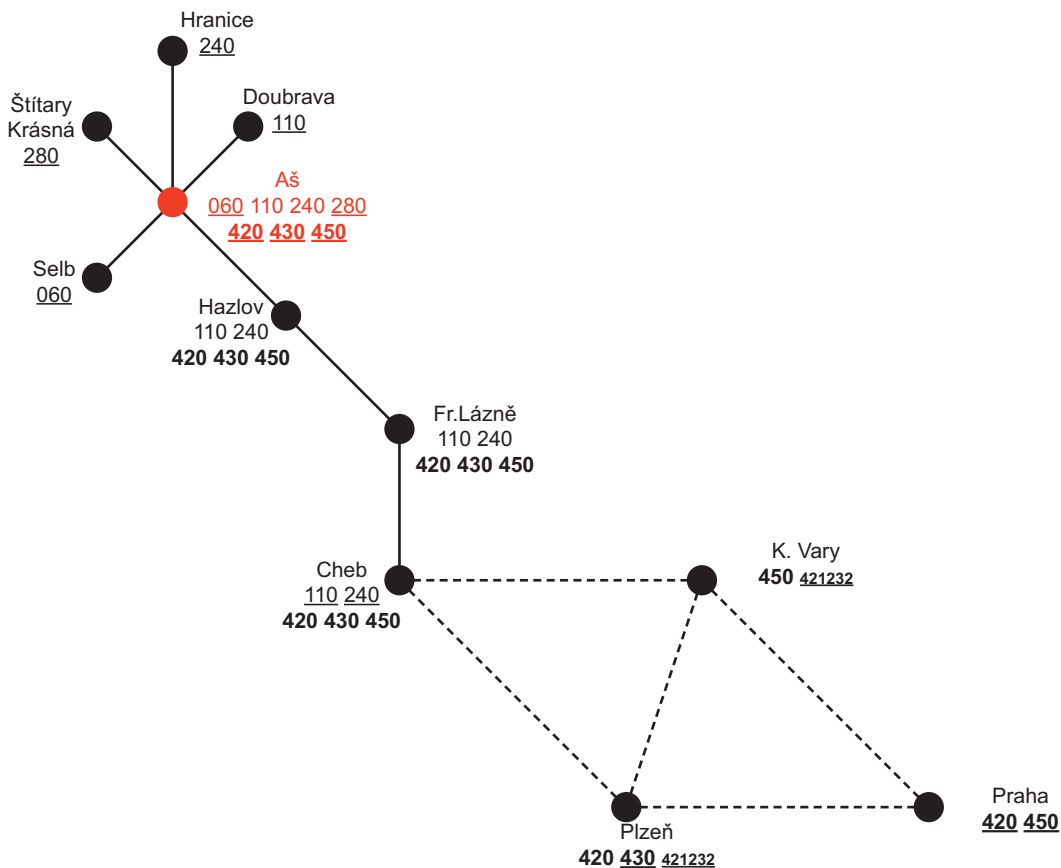 Hranice
240
Doubrava
110
Štítary
Krásná
280
Aš
060 110 240 280
420 430 450
Selb
060
Hazlov
110 240
420 430 450
Fr.Lázně
110 240
420 430 450
K. Vary
450 421232
Cheb
110 240
420 430 450
Praha
420 450
Plzeň
420 430 421232